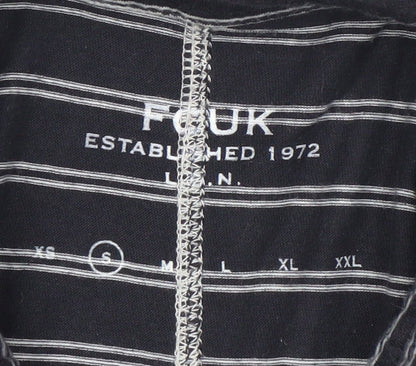 FCUK
ESTABLISHED 1972
XS S M L XL XXL